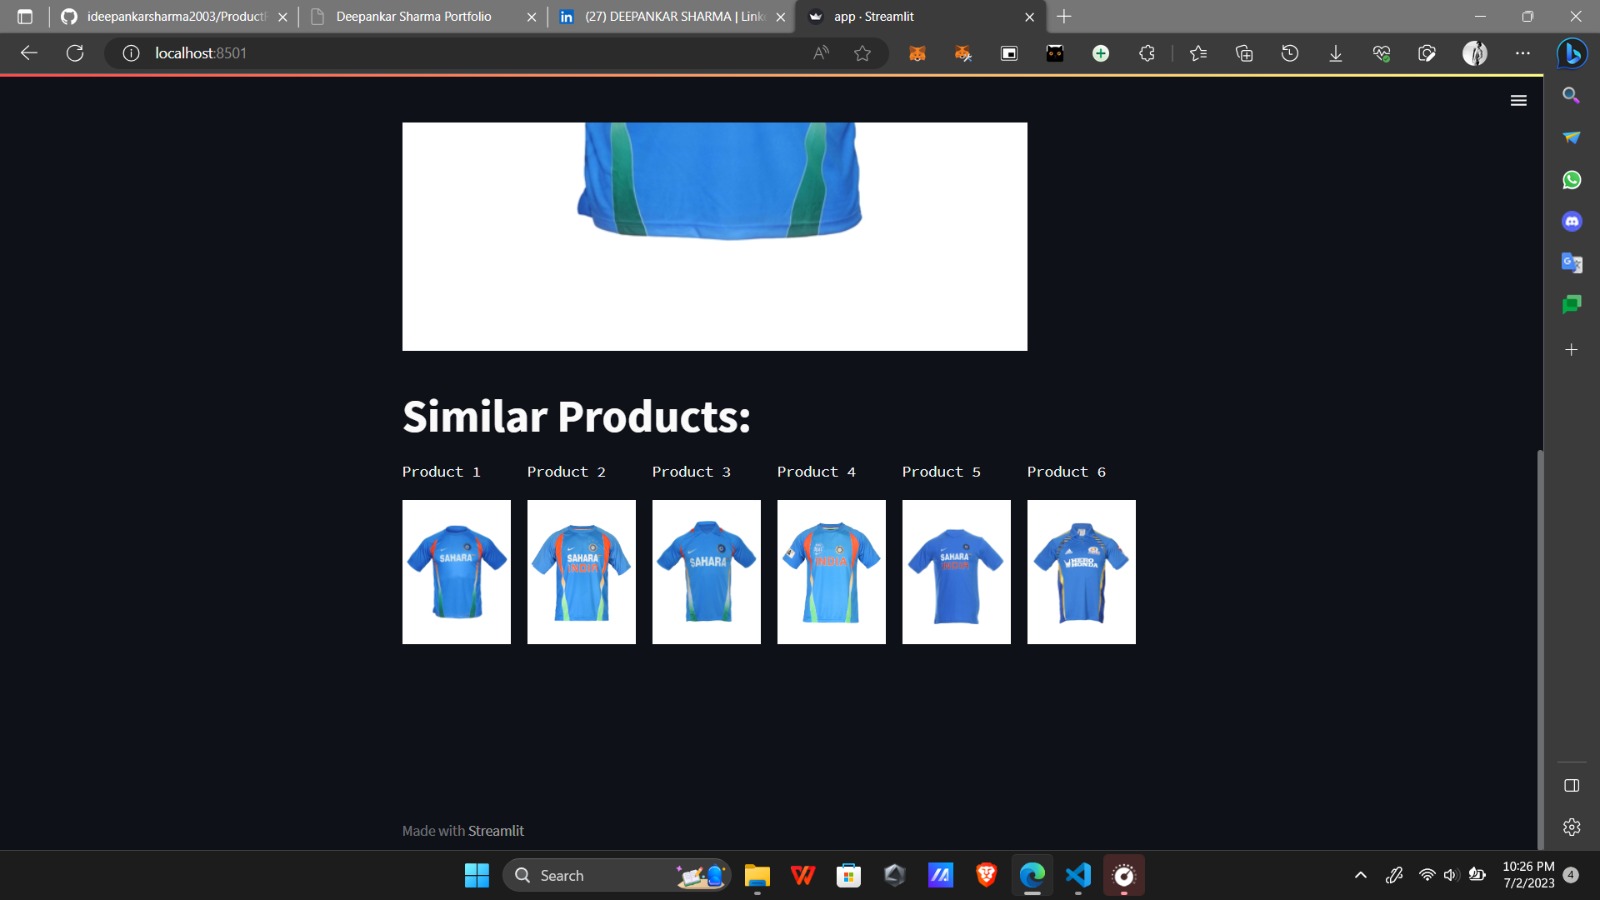 ideepankarsharma2003/Product
Deepankar Sharma Portfolio
(27) DEEPANKAR SHARMA | Link
app · Streamlit
localhost:8501
Similar Products:
Product 1
Product 2
Product 3
Product 4
Product 5
Product 6
SAHARA
SAHARA
INDIA
SAHARA
INDIA
SAHARA
INDIA
HERO
HONDA
Made with Streamlit
Search
10:26 PM
7/2/2023
4